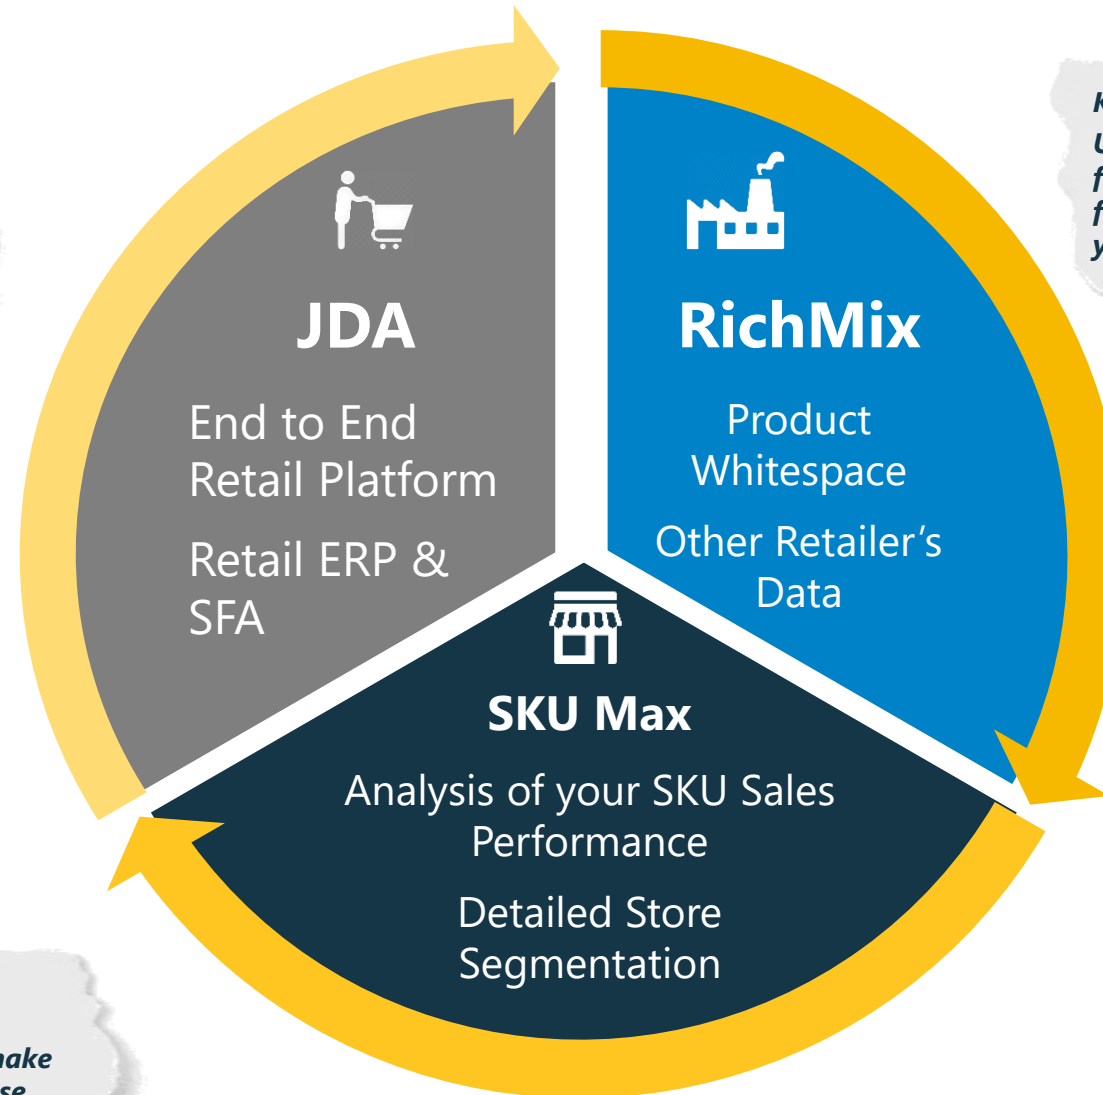 JDA
End to End
Retail Platform
Retail ERP &
SFA
RichMix
Product
Whitespace
Other Retailer’s
Data
SKU Max
Analysis of your SKU Sales
Performance
Detailed Store
Segmentation